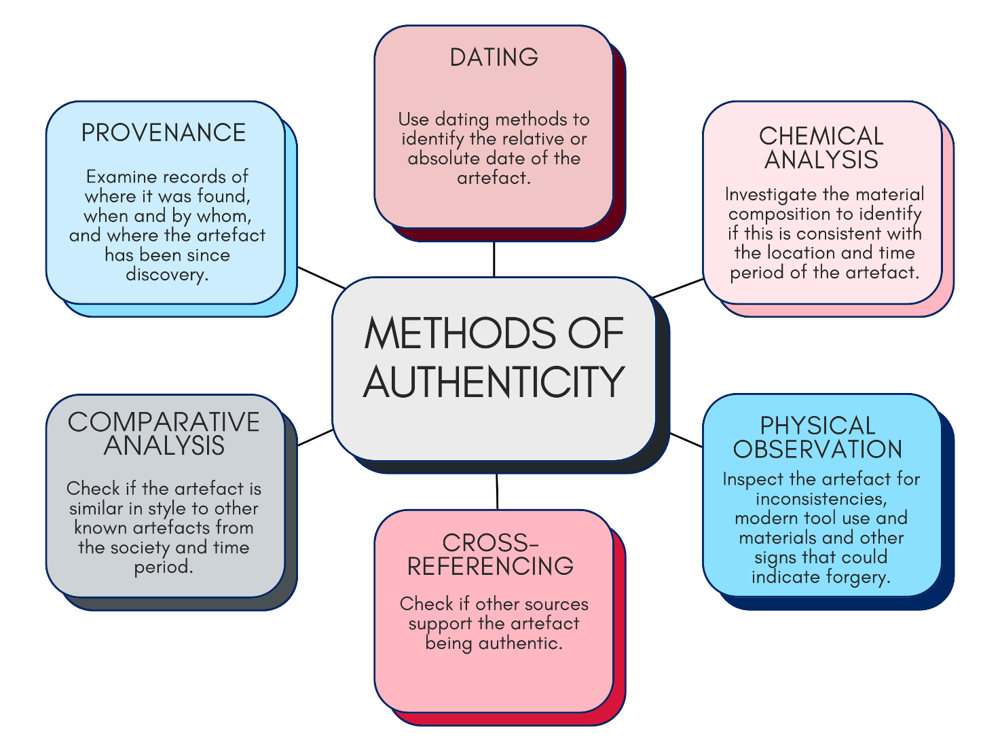 DATING
Use dating methods to
identify the relative or
absolute date of the
artefact.
PROVENANCE
Examine records of
where it was found,
when and by whom,
and where the artefact
has been since
discovery.
CHEMICAL
ANALYSIS
Investigate the material
composition to identify
if this is consistent with
the location and time
period of the artefact.
METHODS OF
AUTHENTICITY
COMPARATIVE
ANALYSIS
Check if the artefact is
similar in style to other
known artefacts from
the society and time
period.
PHYSICAL
OBSERVATION
Inspect the artefact for
inconsistencies,
modern tool use and
materials and other
signs that could
indicate forgery.
CROSS-
REFERENCING
Check if other sources
support the artefact
being authentic.